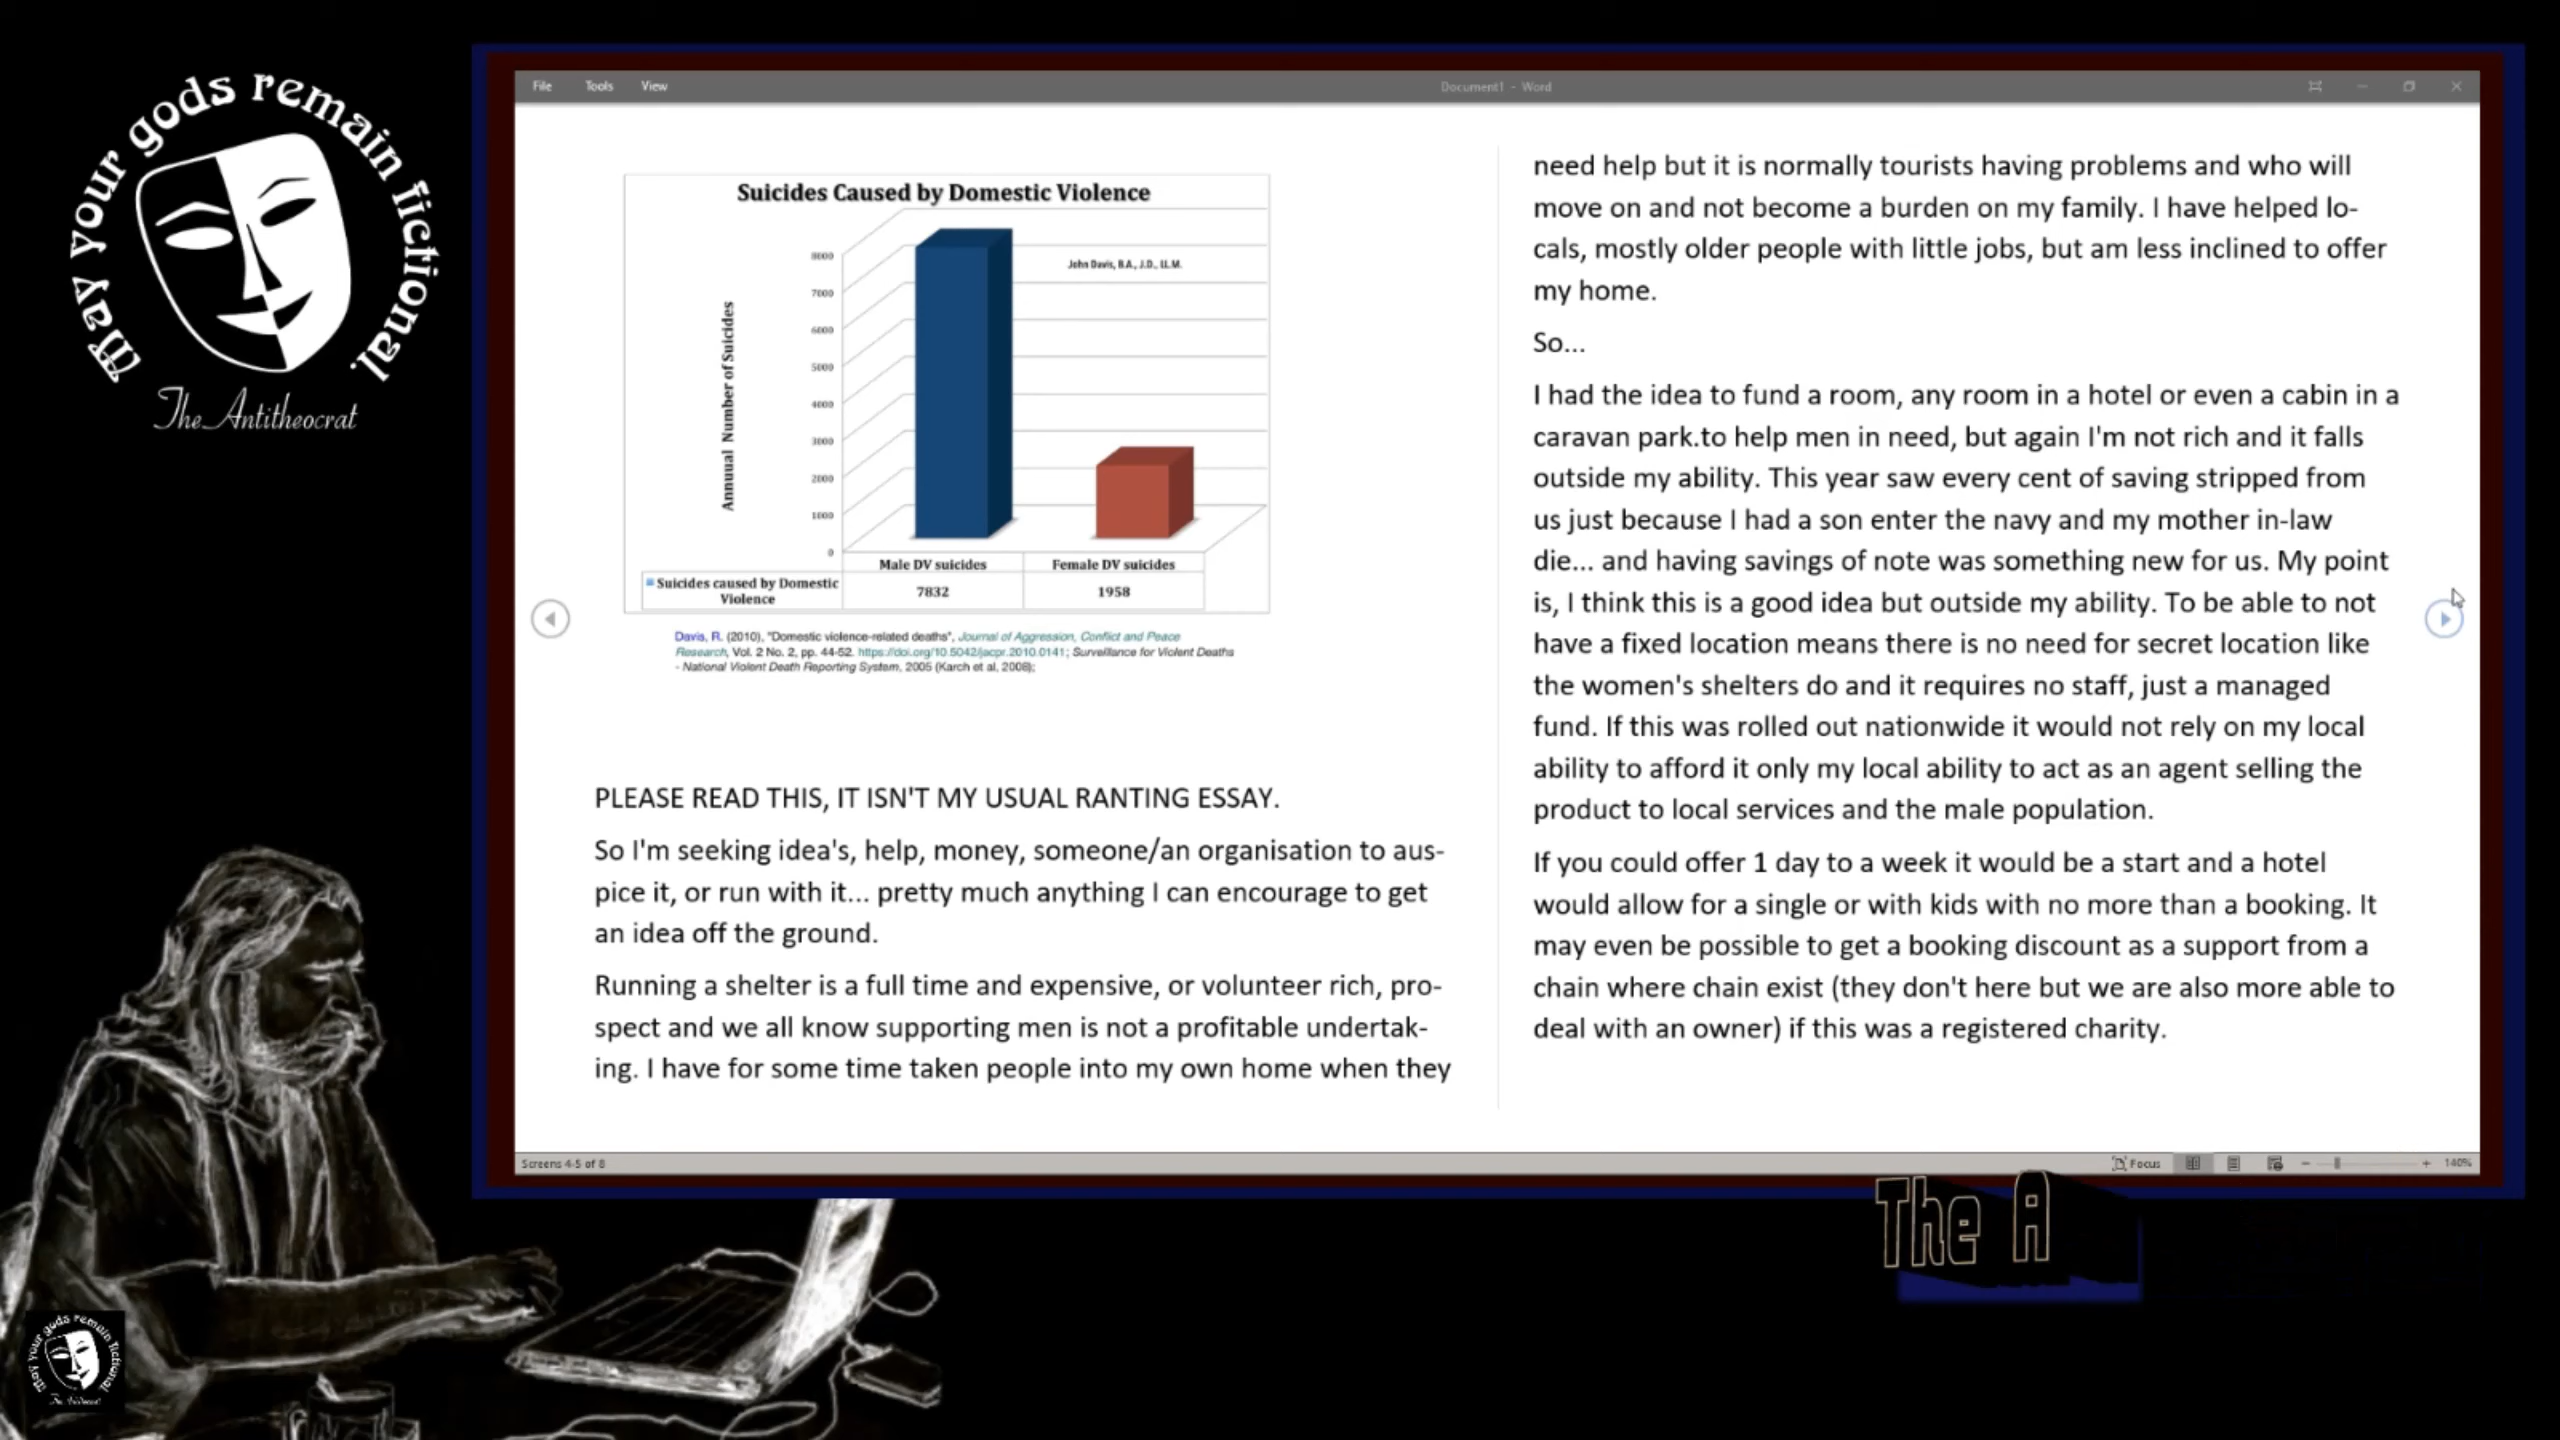 May your gods remain fictional.
The Antitheocrat
File Tools View
Document1 - Word
Suicides Caused by Domestic Violence
John Davis, B.A., J.D., LL.M.
Annual Number of Suicides
8000
7000
6000
5000
4000
3000
2000
1000
0
Male DV suicides Female DV suicides
Suicides caused by Domestic
Violence
7832 1958
Davis, R. (2010), "Domestic violence-related deaths", Journal of Aggression, Conflict and Peace
Research, Vol. 2 No. 2, pp. 44-52. https://doi.org/10.5042/jacpr.2010.0141; Surveillance for Violent Deaths
- National Violent Death Reporting System, 2005 (Karch et al, 2008);
PLEASE READ THIS, IT ISN'T MY USUAL RANTING ESSAY.
So I'm seeking idea's, help, money, someone/an organisation to aus-
pice it, or run with it... pretty much anything I can encourage to get
an idea off the ground.
Running a shelter is a full time and expensive, or volunteer rich, pro-
spect and we all know supporting men is not a profitable undertak-
ing. I have for some time taken people into my own home when they
need help but it is normally tourists having problems and who will
move on and not become a burden on my family. I have helped lo-
cals, mostly older people with little jobs, but am less inclined to offer
my home.
So...
I had the idea to fund a room, any room in a hotel or even a cabin in a
caravan park.to help men in need, but again I'm not rich and it falls
outside my ability. This year saw every cent of saving stripped from
us just because I had a son enter the navy and my mother in-law
die... and having savings of note was something new for us. My point
is, I think this is a good idea but outside my ability. To be able to not
have a fixed location means there is no need for secret location like
the women's shelters do and it requires no staff, just a managed
fund. If this was rolled out nationwide it would not rely on my local
ability to afford it only my local ability to act as an agent selling the
product to local services and the male population.
If you could offer 1 day to a week it would be a start and a hotel
would allow for a single or with kids with no more than a booking. It
may even be possible to get a booking discount as a support from a
chain where chain exist (they don't here but we are also more able to
deal with an owner) if this was a registered charity.
Screens 4-5 of 8
Focus
140%
The A
May your gods remain fictional.
The Antitheocrat